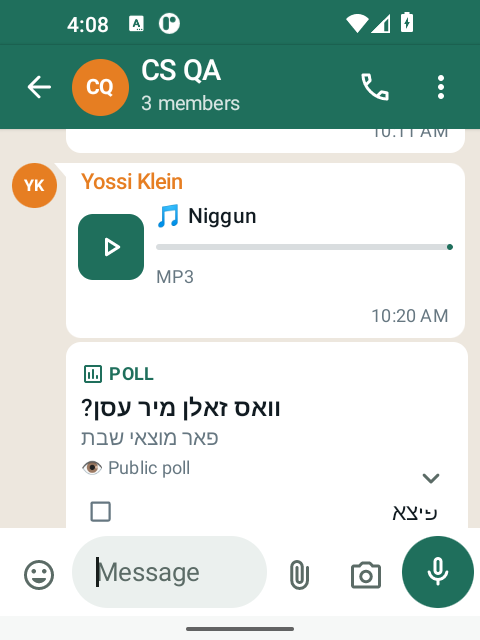 4:08
A
CQ
CS QA
3 members
10:11 AM
YK
Yossi Klein
🎵 Niggun
MP3
10:20 AM
POLL
וואס זאלן מיר עסן?
פאר מוצאי שבת
👁 Public poll
פיצא
Message